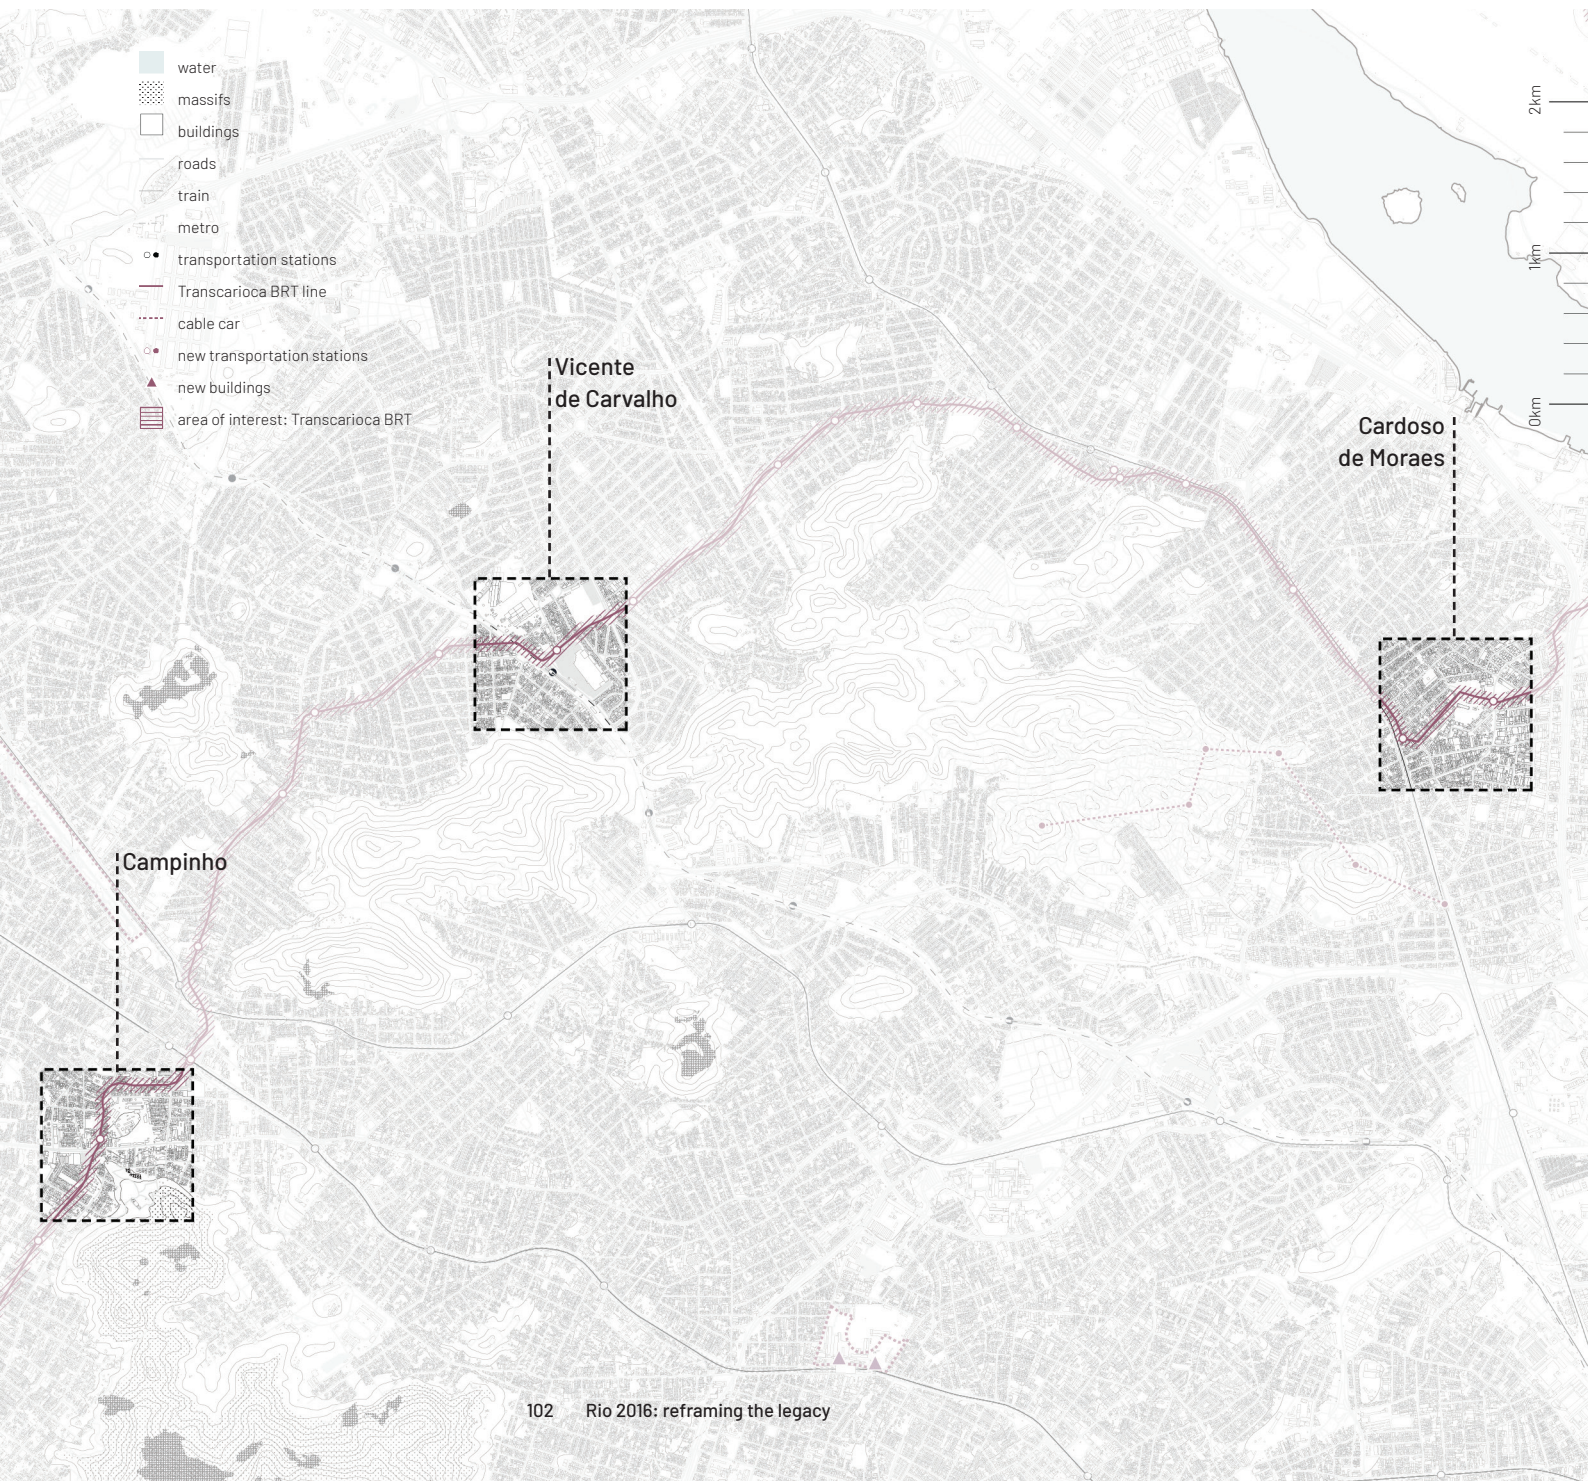 water
massifs
buildings
roads
train
metro
transportation stations
Transcarioca BRT line
cable car
new transportation stations
new buildings
area of interest: Transcarioca BRT
2km
1km
0km
Vicente
de Carvalho
Cardoso
de Moraes
Campinho
102 Rio 2016: reframing the legacy